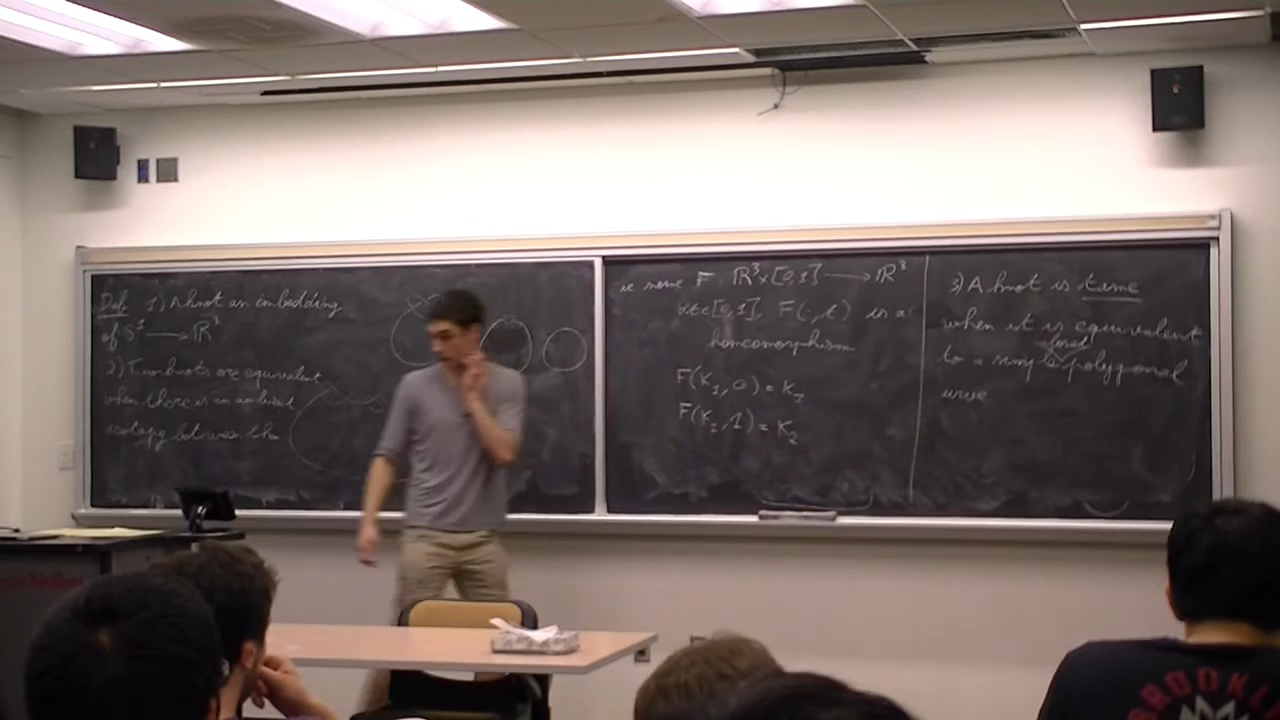 Def 1) A knot an embedding
of S¹ → ℝ³
2) Two knots are equivalent
when there is an ambient
isotopy between them
F: ℝ³×[0,1] → ℝ³
∀t∈[0,1], F(·,t) is a
homeomorphism
F(K₁,0) = K₁
F(K₁,1) = K₂
3) A knot is tame
when it is equivalent
closed
to a simple polygonal
curve
BROOKL